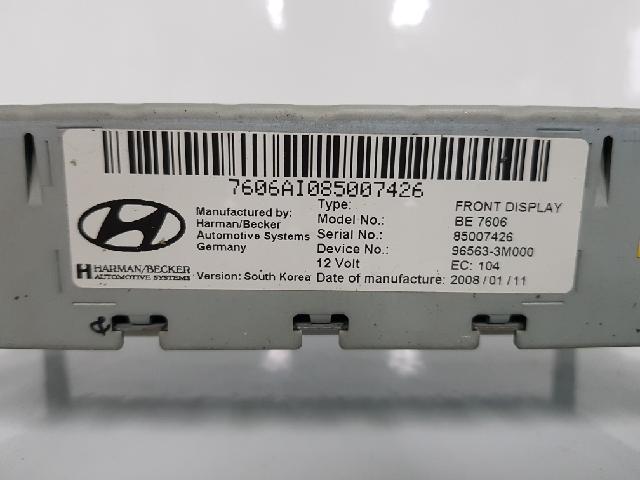 7606AI085007426
Manufactured by:
Harman/Becker
Automotive Systems
Germany
Type: FRONT DISPLAY
Model No.: BE 7606
Serial No.: 85007426
Device No.: 96563-3M000
12 Volt EC: 104
HARMAN/BECKER
AUTOMOTIVE SYSTEMS
Version: South Korea Date of manufacture: 2008/01/11